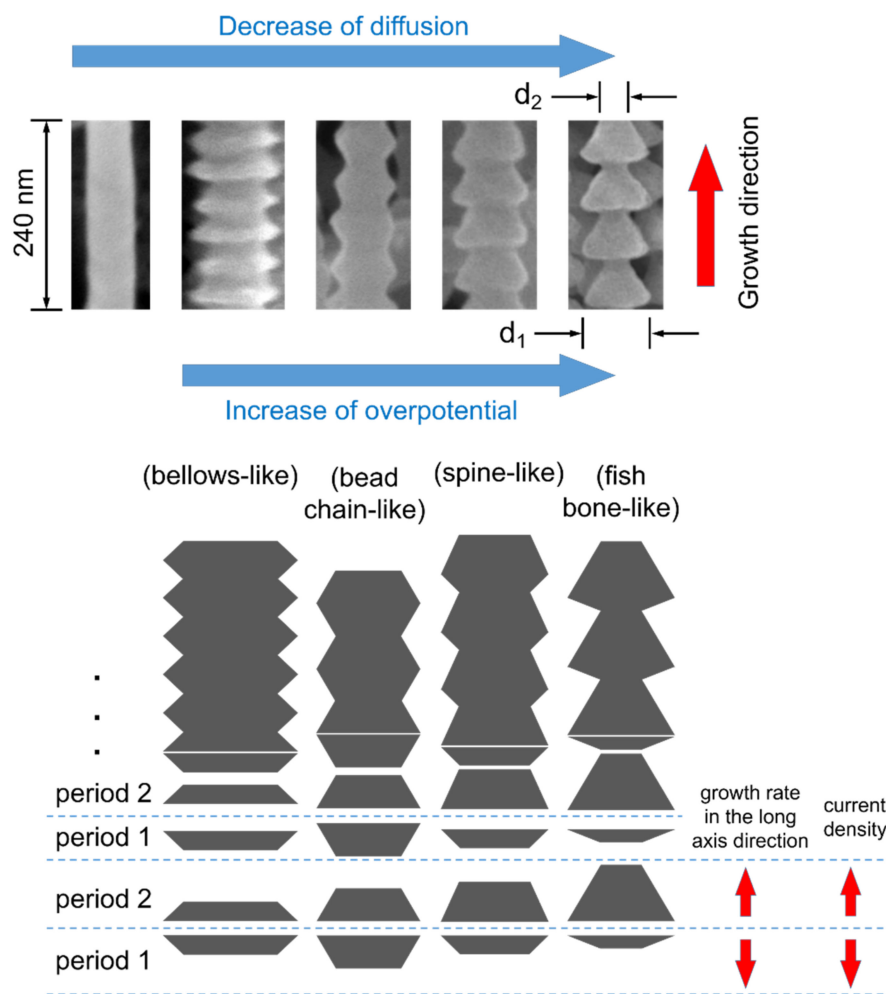 Decrease of diffusion
d2
240 nm
Growth direction
d1
Increase of overpotential
(bellows-like)
(bead
chain-like)
(spine-like)
(fish
bone-like)
.
.
.
period 2
period 1
growth rate
in the long
axis direction
current
density
period 2
period 1